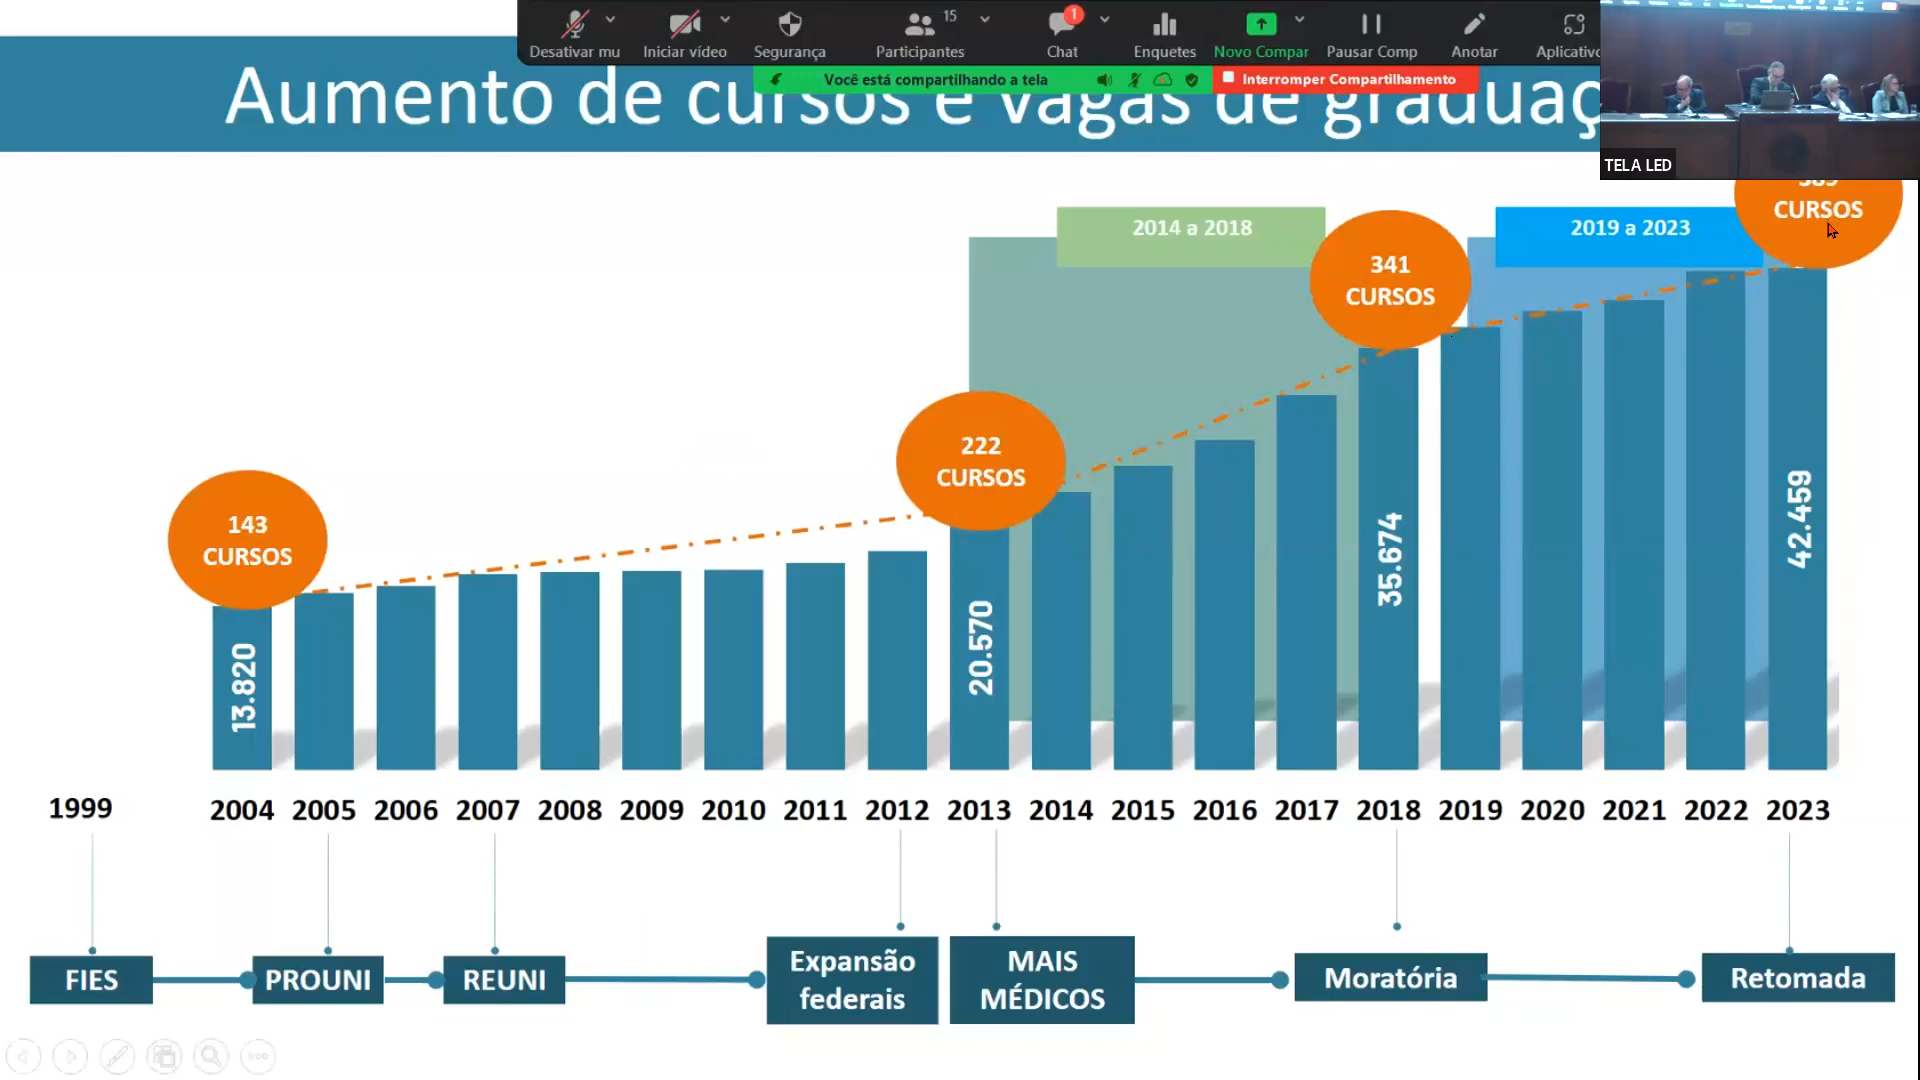 15
1
Desativar mu
Iniciar vídeo
Segurança
Participantes
Chat
Enquetes
Novo Compar
Pausar Comp
Anotar
Aplicativo
Você está compartilhando a tela
Interromper Compartilhamento
Aumento de cursos e vagas de graduaç
TELA LED
389
CURSOS
2014 a 2018
2019 a 2023
341
CURSOS
222
CURSOS
143
CURSOS
13.820
20.570
35.674
42.459
1999
2004 2005 2006 2007 2008 2009 2010 2011 2012 2013 2014 2015 2016 2017 2018 2019 2020 2021 2022 2023
FIES
PROUNI
REUNI
Expansão
federais
MAIS
MÉDICOS
Moratória
Retomada